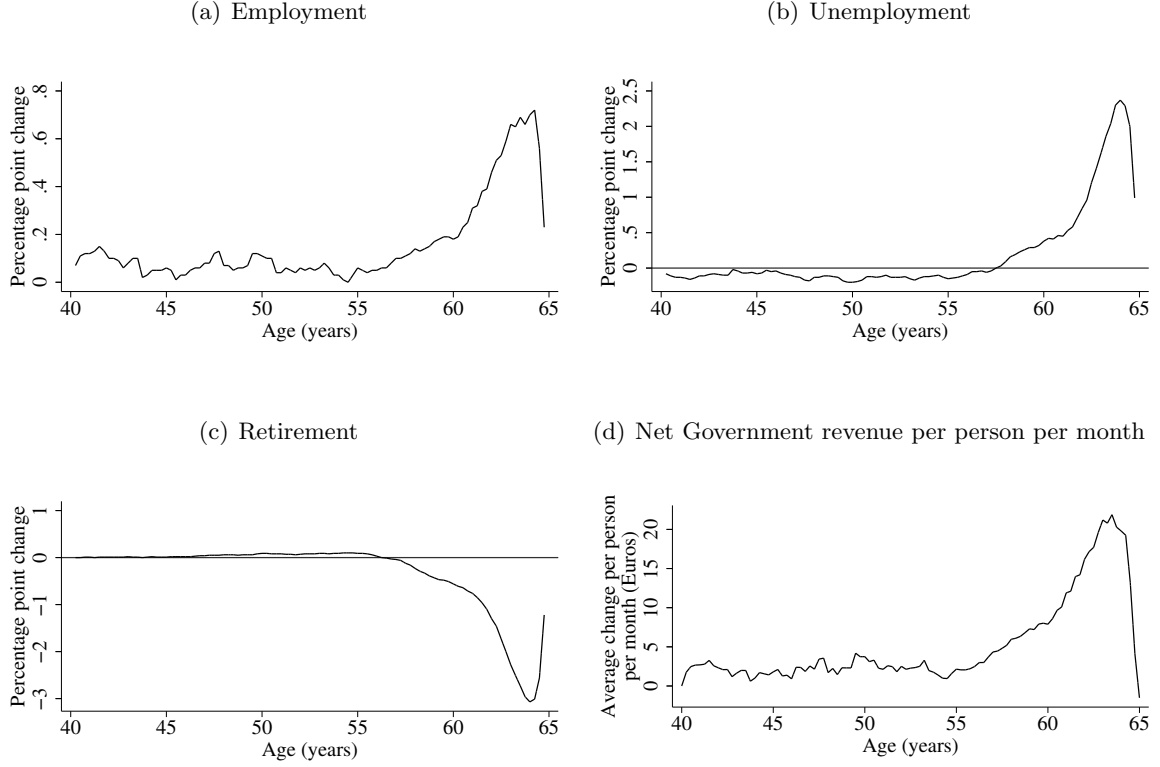 (a) Employment
Percentage point change
.8
.6
.4
.2
0
40 45 50 55 60 65
Age (years)
(b) Unemployment
Percentage point change
2.5
2
1.5
1
.5
0
40 45 50 55 60 65
Age (years)
(c) Retirement
Percentage point change
1
0
−1
−2
−3
40 45 50 55 60 65
Age (years)
(d) Net Government revenue per person per month
Average change per person
per month (Euros)
20
15
10
5
0
40 45 50 55 60 65
Age (years)